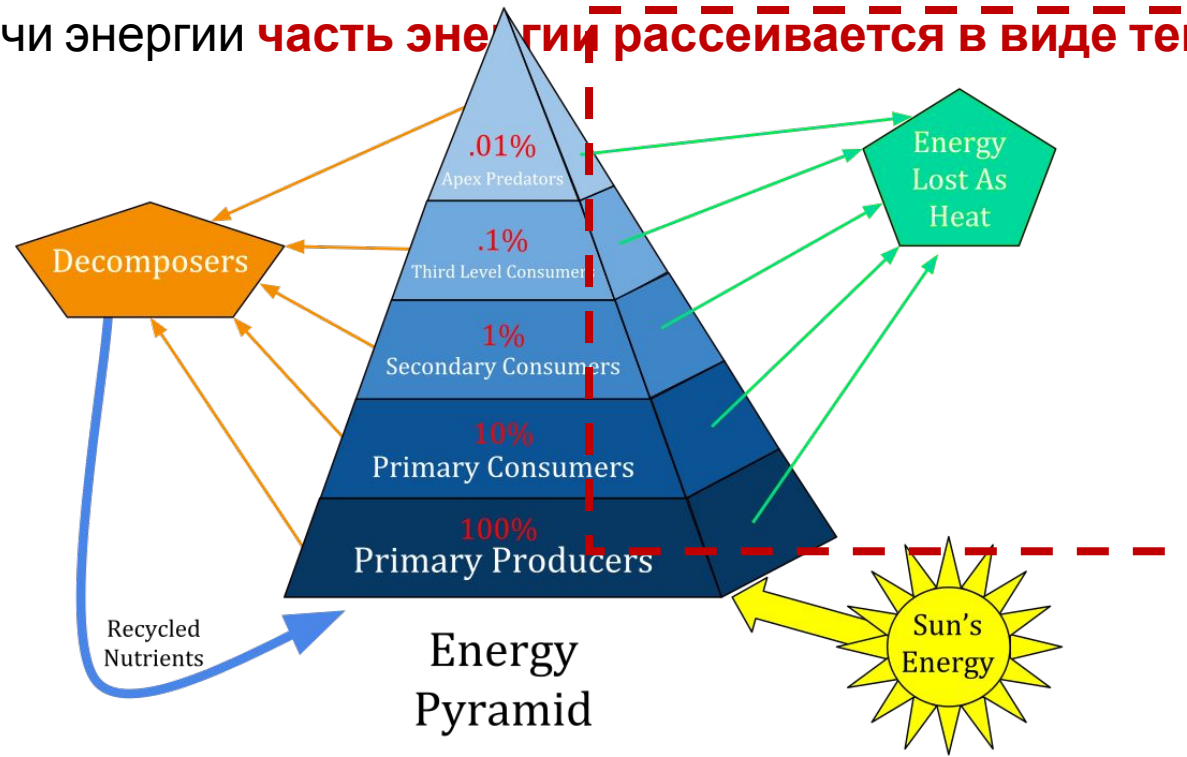 чи энергии часть энергии рассеивается в виде
.01%
Apex Predators
Energy
Lost As
Heat
.1%
Third Level Consumers
Decomposers
1%
Secondary Consumers
10%
Primary Consumers
100%
Primary Producers
Recycled
Nutrients
Sun's
Energy
Energy
Pyramid